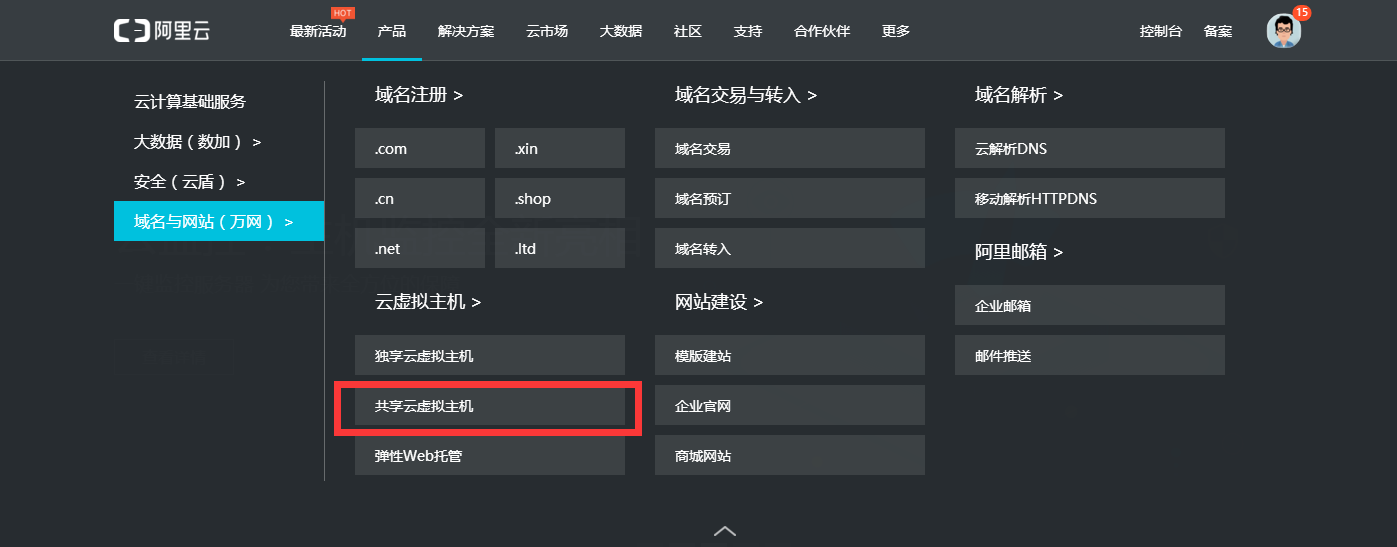 阿里云
最新活动
HOT
产品
解决方案
云市场
大数据
社区
支持
合作伙伴
更多
控制台
备案
15
云计算基础服务
大数据（数加） >
安全（云盾） >
域名与网站（万网） >
域名注册 >
.com
.xin
.cn
.shop
.net
.ltd
云虚拟主机 >
独享云虚拟主机
共享云虚拟主机
弹性Web托管
域名交易与转入 >
域名交易
域名预订
域名转入
网站建设 >
模版建站
企业官网
商城网站
域名解析 >
云解析DNS
移动解析HTTPDNS
阿里邮箱 >
企业邮箱
邮件推送